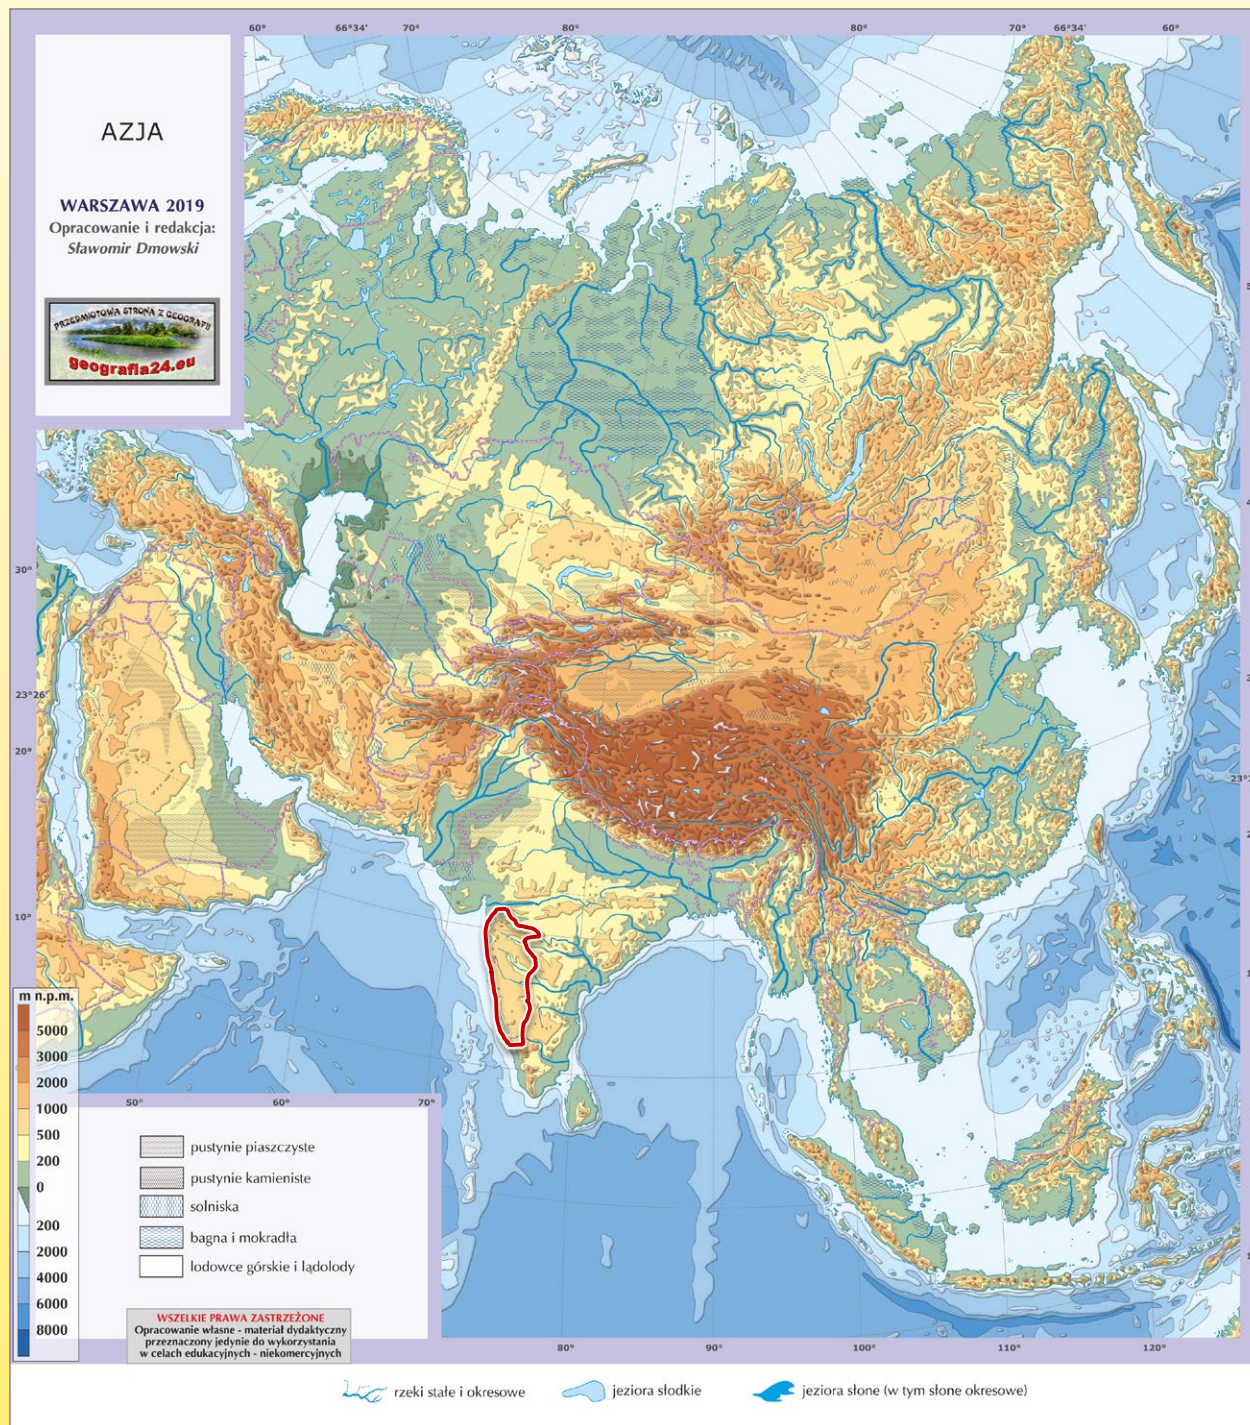 60° 66°34' 70° 80° 80° 70° 66°34' 60°
AZJA
WARSZAWA 2019
Opracowanie i redakcja:
Sławomir Dmowski
PRZEDMIOTOWA STRONA Z GEOGRAFII
geografia24.eu
30°
23°26'
20°
10°
m n.p.m.
5000
3000
2000
1000
500
200
0
200
2000
4000
6000
8000
50° 60° 70°
pustynie piaszczyste
pustynie kamieniste
solniska
bagna i mokradła
lodowce górskie i lądolody
WSZELKIE PRAWA ZASTRZEŻONE
Opracowanie własne - materiał dydaktyczny
przeznaczony jedynie do wykorzystania
w celach edukacyjnych - niekomercyjnych
80° 90° 100° 110° 120°
rzeki stałe i okresowe
jeziora słodkie
jeziora słone (w tym słone okresowe)